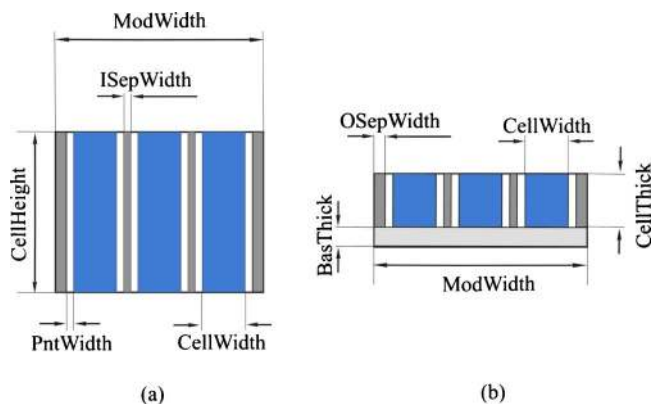 ModWidth
ISepWidth
CellHeight
PntWidth
CellWidth
(a)
OSepWidth
CellWidth
BasThick
CellThick
ModWidth
(b)